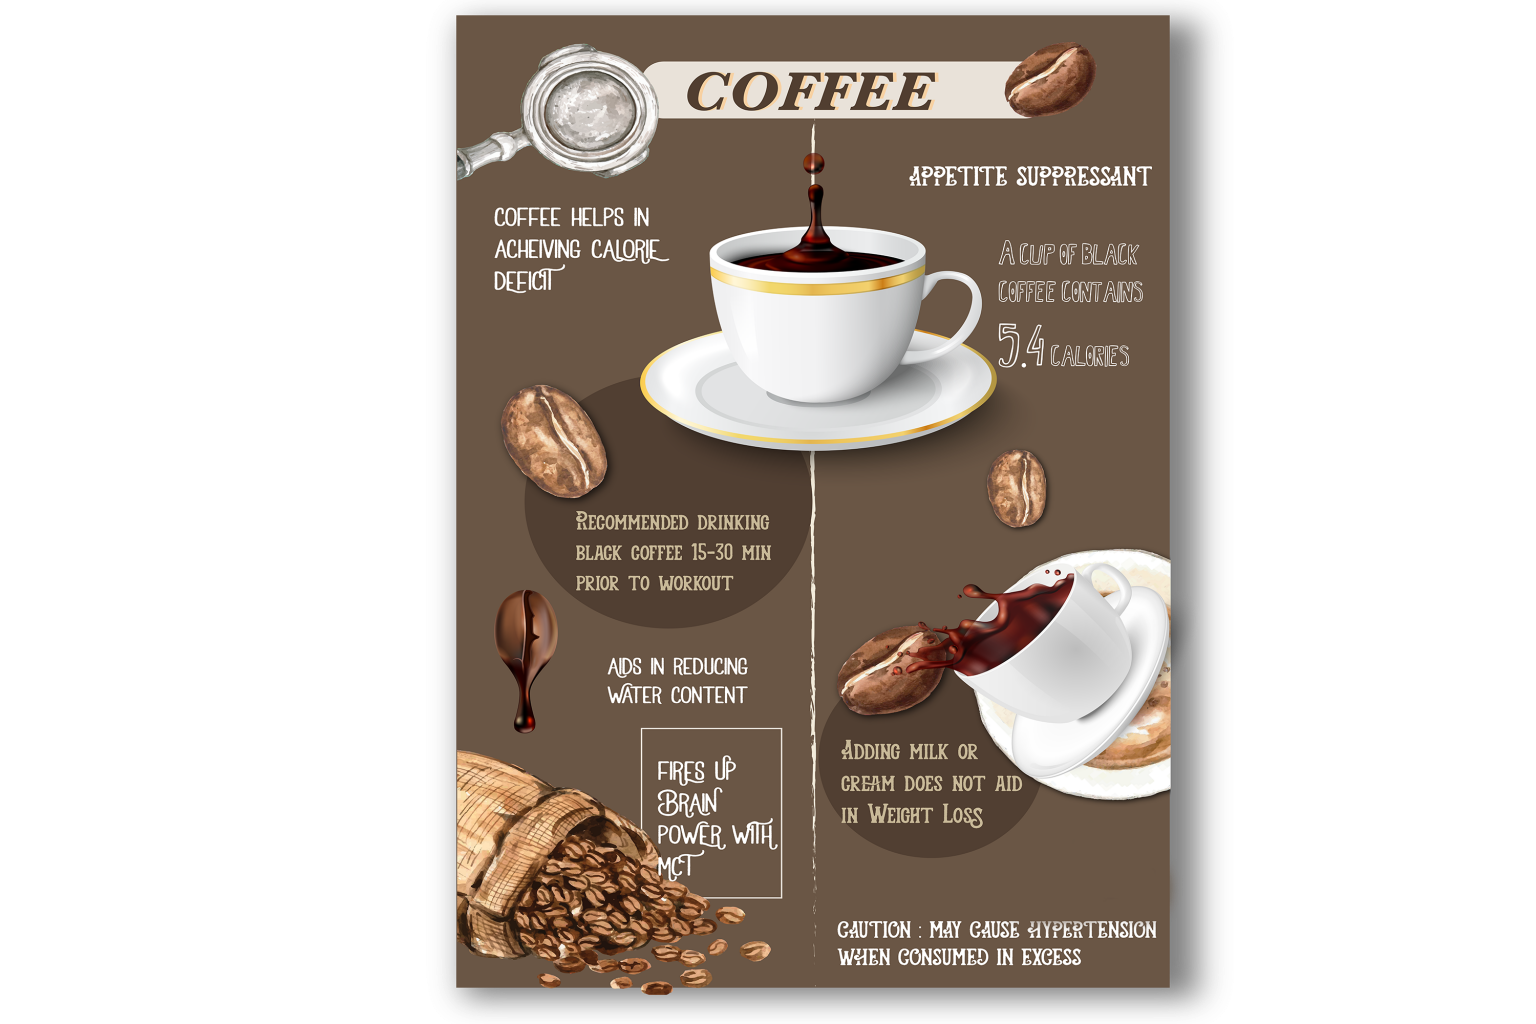 COFFEE
APPETITE SUPPRESSANT
COFFEE HELPS IN
ACHEIVING CALORIE
DEFICIT
A CUP OF BLACK
COFFEE CONTAINS
5.4 CALORIES
RECOMMENDED DRINKING
BLACK COFFEE 15-30 MIN
PRIOR TO WORKOUT
AIDS IN REDUCING
WATER CONTENT
FIRES UP
BRAIN
POWER WITH
MCT
ADDING MILK OR
CREAM DOES NOT AID
IN WEIGHT LOSS
CAUTION : MAY CAUSE HYPERTENSION
WHEN CONSUMED IN EXCESS